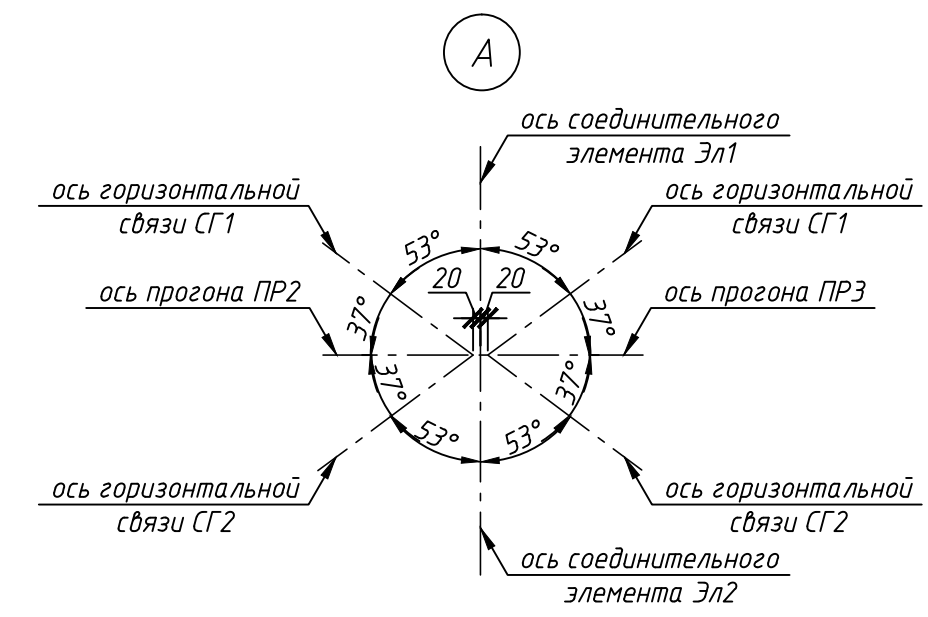 А
ось соединительного
элемента Эл1
ось горизонтальной
связи СГ1
ось горизонтальной
связи СГ1
53°
53°
20
20
ось прогона ПР2
ось прогона ПР3
37°
37°
37°
37°
53°
53°
ось горизонтальной
связи СГ2
ось горизонтальной
связи СГ2
ось соединительного
элемента Эл2